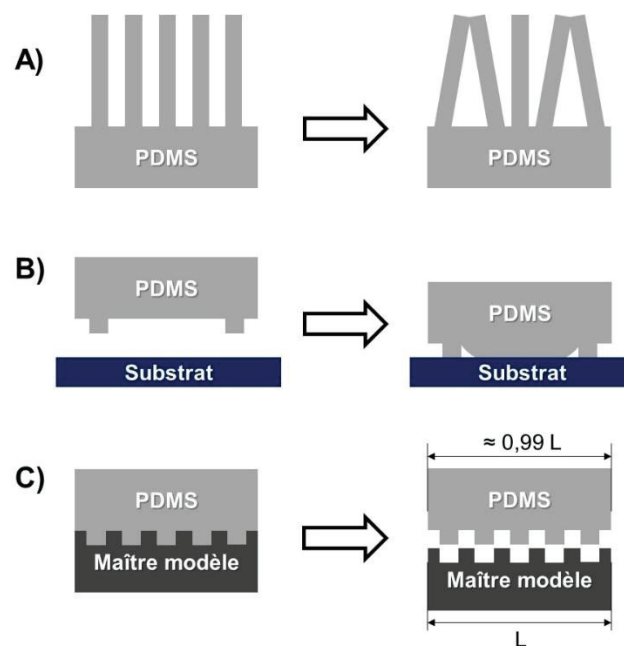 A)
PDMS
PDMS
B)
PDMS
PDMS
Substrat
Substrat
≈ 0,99 L
C)
PDMS
PDMS
Maître modèle
Maître modèle
L